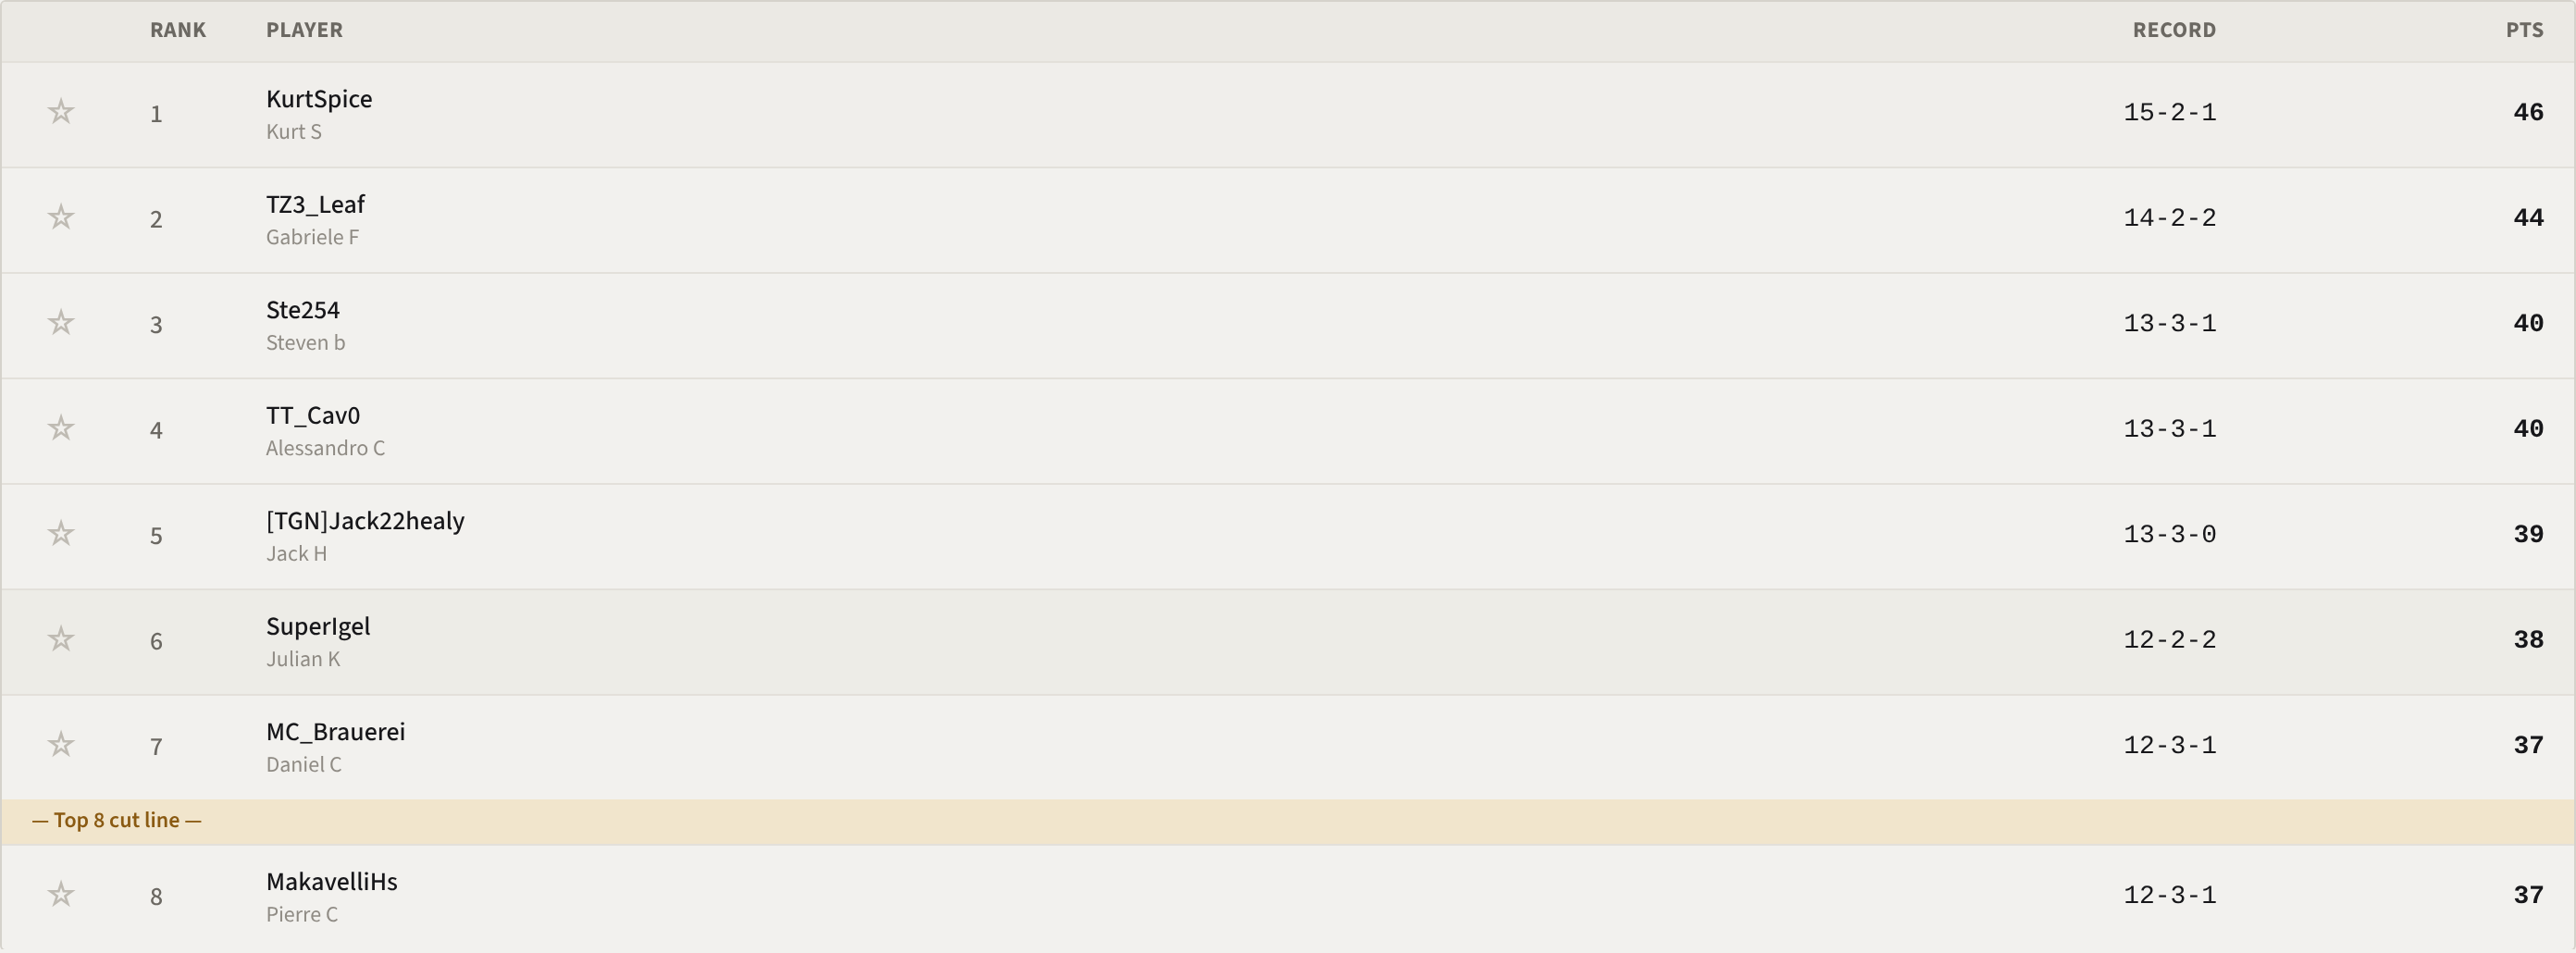 RANK PLAYER RECORD PTS
☆ 1 KurtSpice 15-2-1 46
Kurt S
☆ 2 TZ3_Leaf 14-2-2 44
Gabriele F
☆ 3 Ste254 13-3-1 40
Steven b
☆ 4 TT_Cav0 13-3-1 40
Alessandro C
☆ 5 [TGN]Jack22healy 13-3-0 39
Jack H
☆ 6 SuperIgel 12-2-2 38
Julian K
☆ 7 MC_Brauerei 12-3-1 37
Daniel C
— Top 8 cut line —
☆ 8 MakavelliHs 12-3-1 37
Pierre C